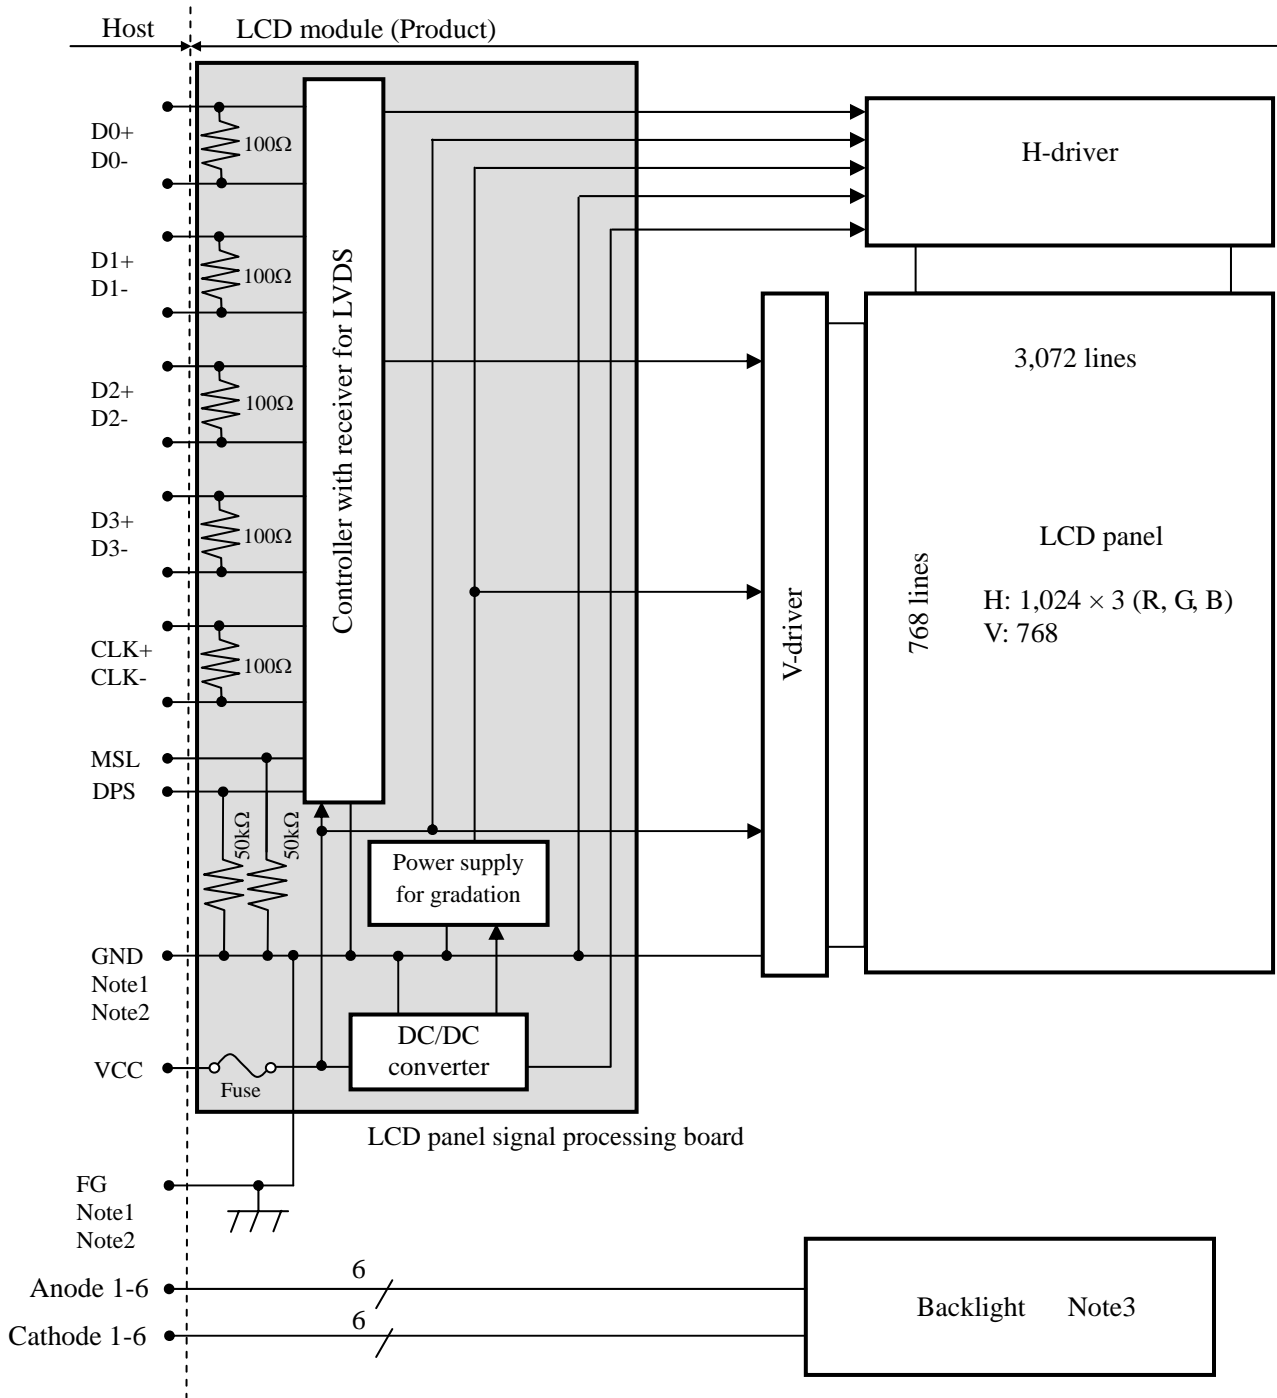 Host
LCD module (Product)
D0+
D0-
100Ω
D1+
D1-
100Ω
D2+
D2-
100Ω
D3+
D3-
100Ω
CLK+
CLK-
100Ω
MSL
DPS
50kΩ
50kΩ
GND
Note1
Note2
VCC
Fuse
Controller with receiver for LVDS
Power supply
for gradation
DC/DC
converter
LCD panel signal processing board
H-driver
V-driver
3,072 lines
768 lines
LCD panel
H: 1,024 × 3 (R, G, B)
V: 768
FG
Note1
Note2
Anode 1-6
6
Cathode 1-6
6
Backlight Note3